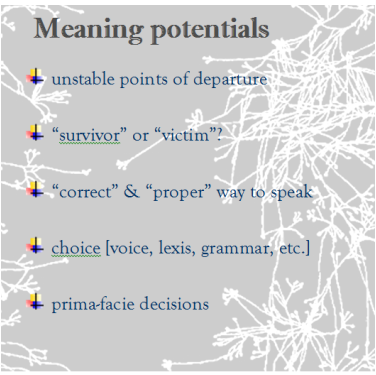 Meaning potentials
unstable points of departure
“survivor” or “victim”?
“correct” & “proper” way to speak
choice [voice, lexis, grammar, etc.]
prima-facie decisions